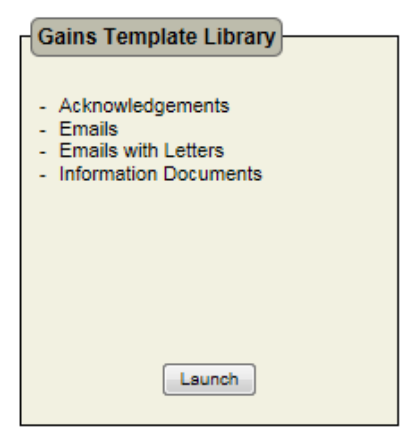 Gains Template Library
- Acknowledgements
- Emails
- Emails with Letters
- Information Documents
Launch